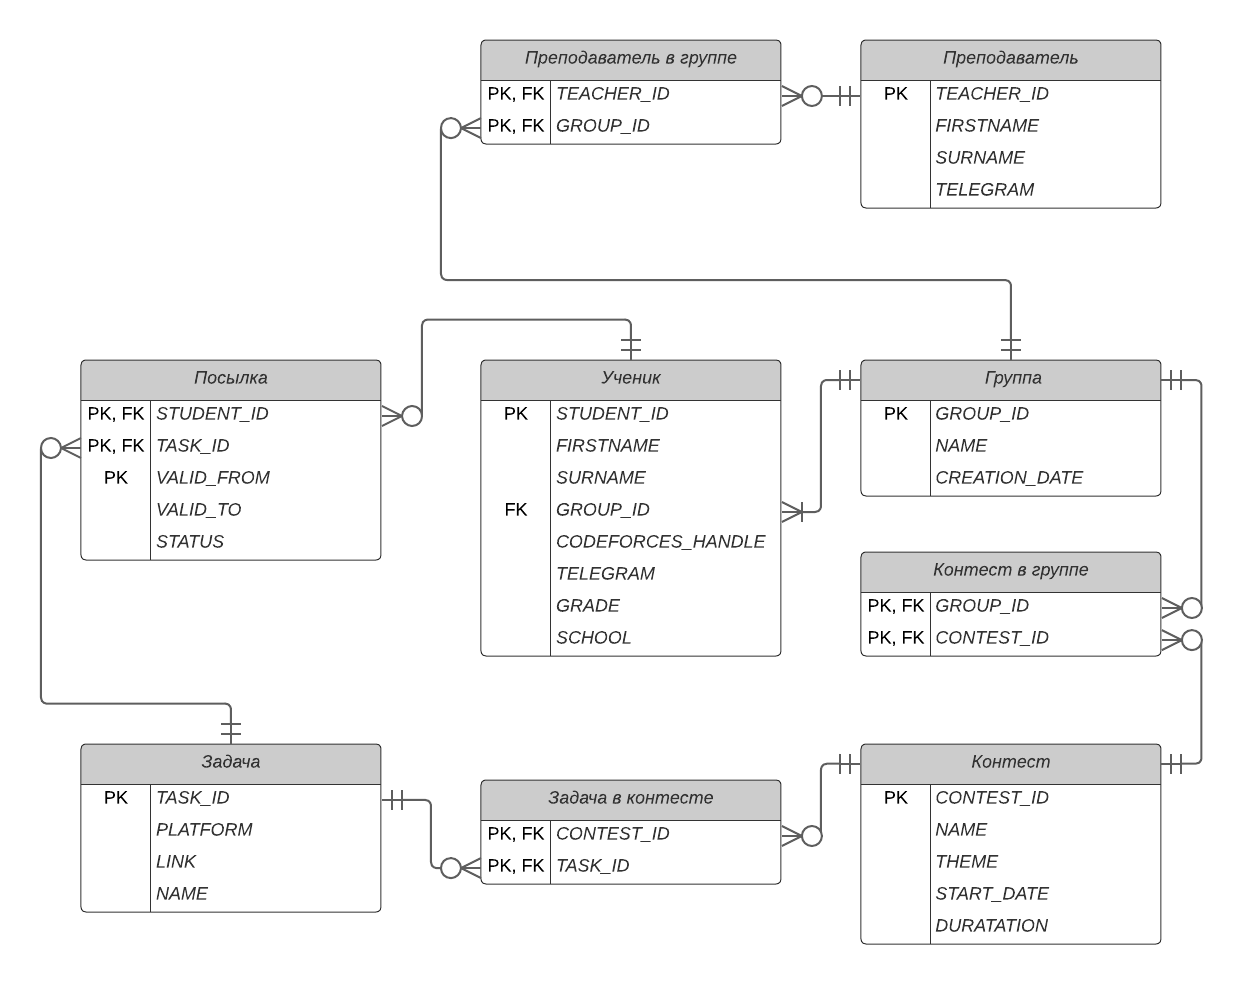 Преподаватель в группе
PK, FK TEACHER_ID
PK, FK GROUP_ID
Преподаватель
PK TEACHER_ID
FIRSTNAME
SURNAME
TELEGRAM
Посылка
PK, FK STUDENT_ID
PK, FK TASK_ID
PK VALID_FROM
VALID_TO
STATUS
Ученик
PK STUDENT_ID
FIRSTNAME
SURNAME
FK GROUP_ID
CODEFORCES_HANDLE
TELEGRAM
GRADE
SCHOOL
Группа
PK GROUP_ID
NAME
CREATION_DATE
Контест в группе
PK, FK GROUP_ID
PK, FK CONTEST_ID
Задача
PK TASK_ID
PLATFORM
LINK
NAME
Задача в контесте
PK, FK CONTEST_ID
PK, FK TASK_ID
Контест
PK CONTEST_ID
NAME
THEME
START_DATE
DURATATION